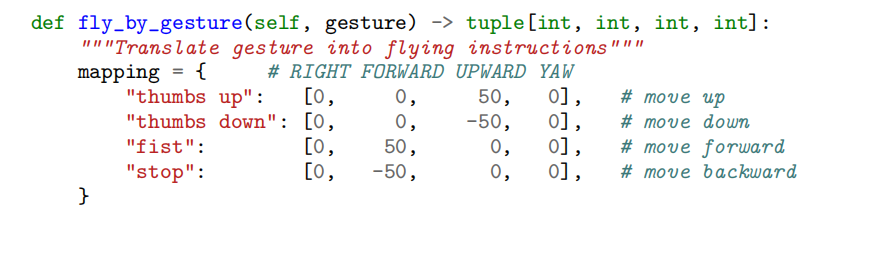 def fly_by_gesture(self, gesture) -> tuple[int, int, int, int]:
    """Translate gesture into flying instructions"""
    mapping = {     # RIGHT FORWARD UPWARD YAW
        "thumbs up":   [0,     0,     50,   0],   # move up
        "thumbs down": [0,     0,    -50,   0],   # move down
        "fist":        [0,    50,      0,   0],   # move forward
        "stop":        [0,   -50,      0,   0],   # move backward
    }